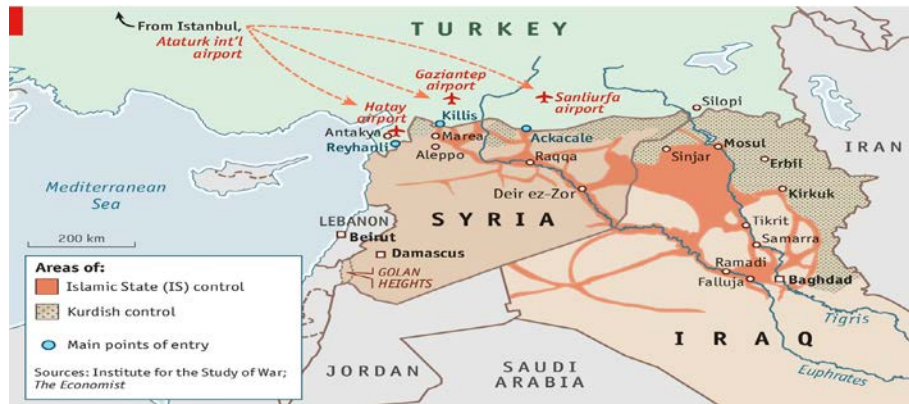 From Istanbul,
Ataturk int'l
airport
TURKEY
Gaziantep
airport
Hatay
airport
Sanliurfa
airport
Killis
Silopi
Antakya
Reyhanli
Marea
Aleppo
Ackacale
Raqqa
Sinjar
Mosul
Erbil
IRAN
Mediterranean
Sea
Deir ez-Zor
Kirkuk
SYRIA
LEBANON
Beirut
Tikrit
Samarra
200 km
Damascus
GOLAN
HEIGHTS
Ramadi
Falluja
Baghdad
Areas of:
Islamic State (IS) control
Kurdish control
Main points of entry
Sources: Institute for the Study of War;
The Economist
Tigris
IRAQ
JORDAN
SAUDI
ARABIA
Euphrates